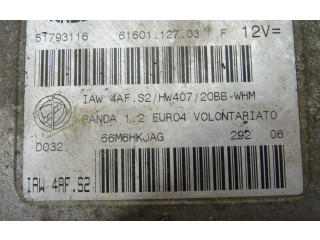 51793116 61601.127.03 F 12V=
IAW 4AF.S2/HW407/20BB-WHM
PANDA 1.2 EURO4 VOLONTARIATO
D032 66M6HKJAG 292 06
IAW 4AF.S2